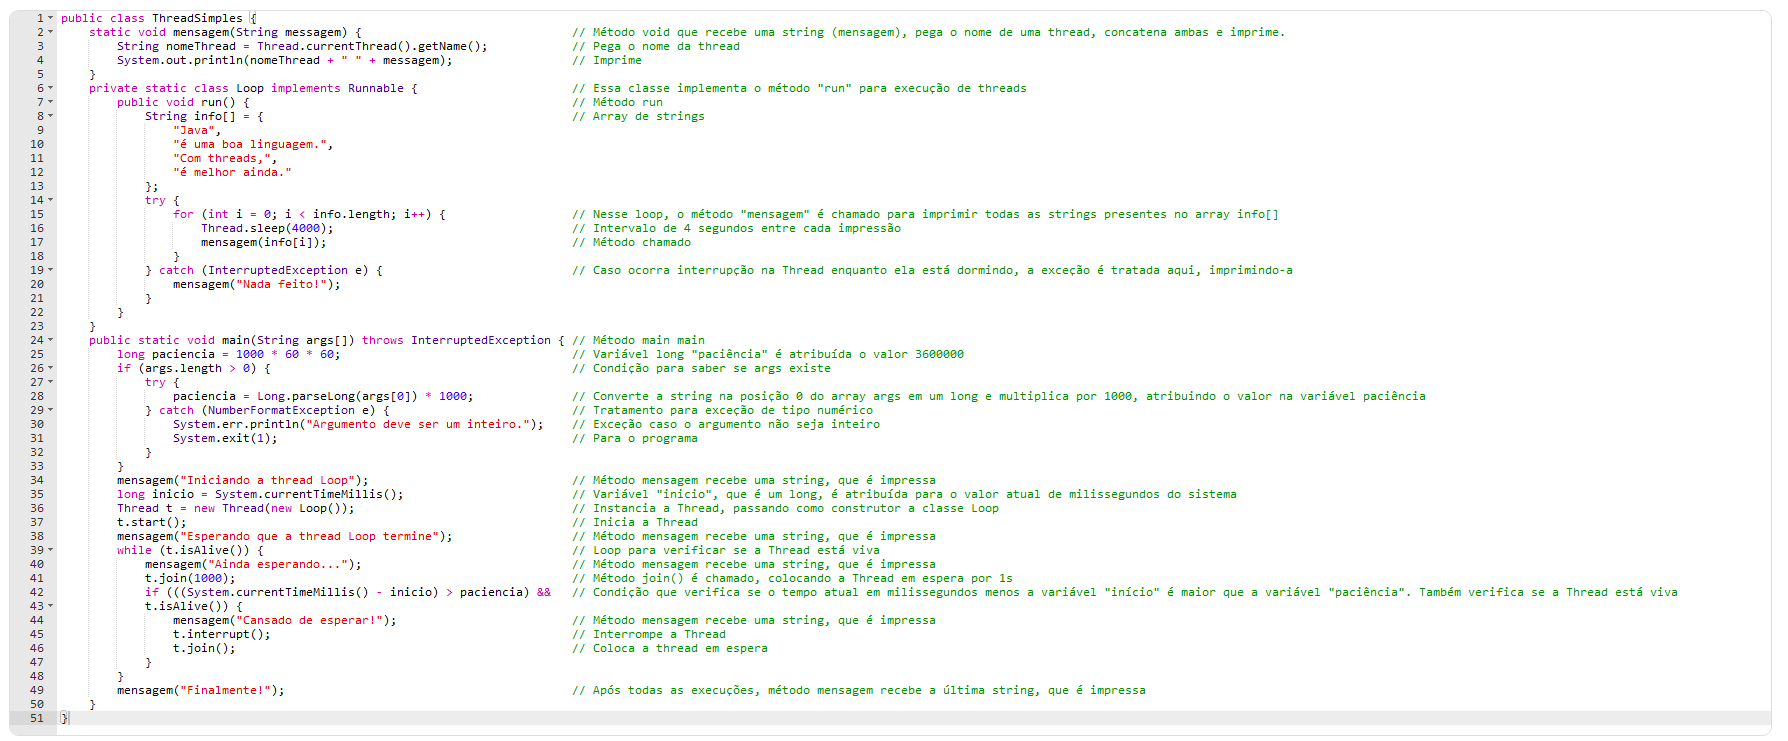 1 public class ThreadSimples {
2 static void mensagem(String messagem) { // Método void que recebe uma string (mensagem), pega o nome de uma thread, concatena ambas e imprime.
3 String nomeThread = Thread.currentThread().getName(); // Pega o nome da thread
4 System.out.println(nomeThread + " " + messagem); // Imprime
5 }
6 private static class Loop implements Runnable { // Essa classe implementa o método "run" para execução de threads
7 public void run() { // Método run
8 String info[] = { // Array de strings
9 "Java",
10 "é uma boa linguagem.",
11 "Com threads,",
12 "é melhor ainda."
13 };
14 try {
15 for (int i = 0; i < info.length; i++) { // Nesse loop, o método "mensagem" é chamado para imprimir todas as strings presentes no array info[]
16 Thread.sleep(4000); // Intervalo de 4 segundos entre cada impressão
17 mensagem(info[i]); // Método chamado
18 }
19 } catch (InterruptedException e) { // Caso ocorra interrupção na Thread enquanto ela está dormindo, a exceção é tratada aqui, imprimindo-a
20 mensagem("Nada feito!");
21 }
22 }
23 }
24 public static void main(String args[]) throws InterruptedException { // Método main main
25 long paciencia = 1000 * 60 * 60; // Variável long "paciência" é atribuída o valor 3600000
26 if (args.length > 0) { // Condição para saber se args existe
27 try {
28 paciencia = Long.parseLong(args[0]) * 1000; // Converte a string na posição 0 do array args em um long e multiplica por 1000, atribuindo o valor na variável paciência
29 } catch (NumberFormatException e) { // Tratamento para exceção de tipo numérico
30 System.err.println("Argumento deve ser um inteiro."); // Exceção caso o argumento não seja inteiro
31 System.exit(1); // Para o programa
32 }
33 }
34 mensagem("Iniciando a thread Loop"); // Método mensagem recebe uma string, que é impressa
35 long inicio = System.currentTimeMillis(); // Variável "inicio", que é um long, é atribuída para o valor atual de milissegundos do sistema
36 Thread t = new Thread(new Loop()); // Instancia a Thread, passando como construtor a classe Loop
37 t.start(); // Inicia a Thread
38 mensagem("Esperando que a thread Loop termine"); // Método mensagem recebe uma string, que é impressa
39 while (t.isAlive()) { // Loop para verificar se a Thread está viva
40 mensagem("Ainda esperando..."); // Método mensagem recebe uma string, que é impressa
41 t.join(1000); // Método join() é chamado, colocando a Thread em espera por 1s
42 if (((System.currentTimeMillis() - inicio) > paciencia) && // Condição que verifica se o tempo atual em milissegundos menos a variável "início" é maior que a variável "paciência". Também verifica se a Thread está viva
43 t.isAlive()) {
44 mensagem("Cansado de esperar!"); // Método mensagem recebe uma string, que é impressa
45 t.interrupt(); // Interrompe a Thread
46 t.join(); // Coloca a thread em espera
47 }
48 }
49 mensagem("Finalmente!"); // Após todas as execuções, método mensagem recebe a última string, que é impressa
50 }
51 }